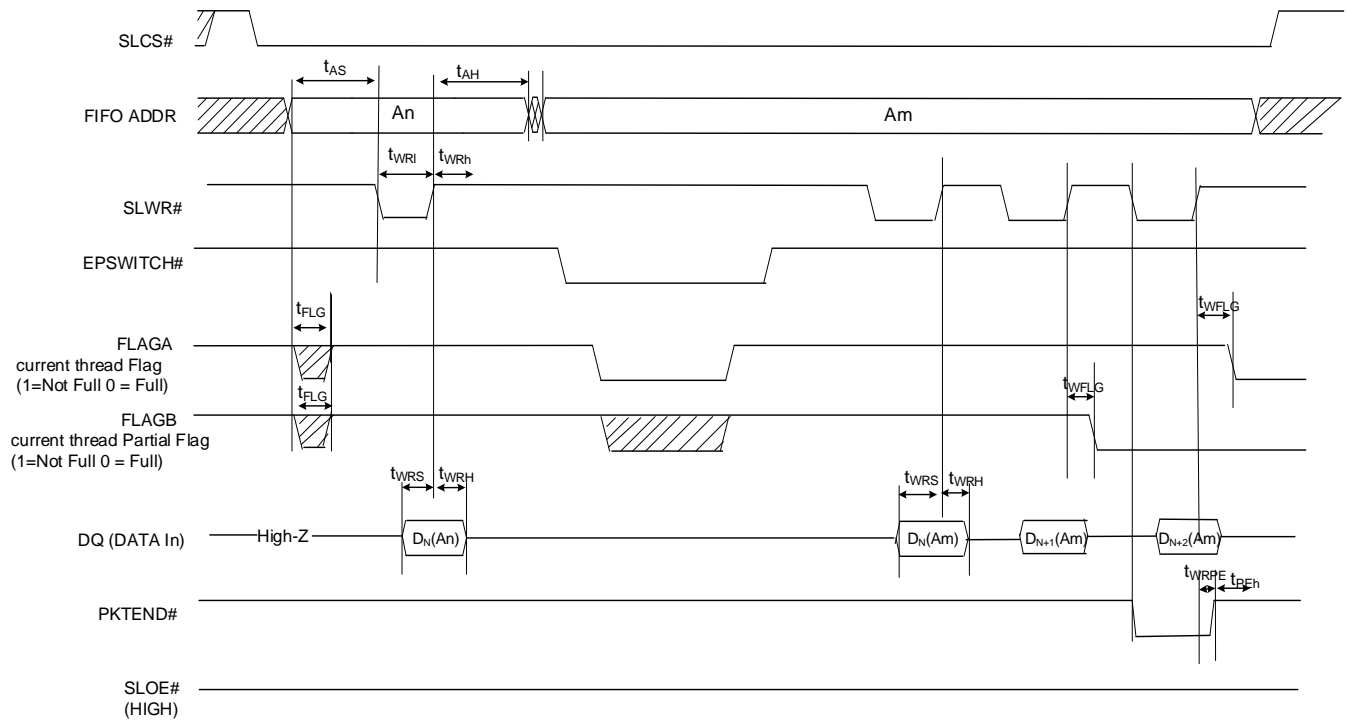 SLCS#
tAS
tAH
FIFO ADDR
An
Am
tWRl
tWRh
SLWR#
EPSWITCH#
tFLG
tWFLG
FLAGA
current thread Flag
(1=Not Full 0 = Full)
tFLG
tWFLG
FLAGB
current thread Partial Flag
(1=Not Full 0 = Full)
tWRS
tWRH
tWRS
tWRH
DQ (DATA In)
High-Z
DN(An)
DN(Am)
DN+1(Am)
DN+2(Am)
tWRPE
tPEh
PKTEND#
SLOE#
(HIGH)